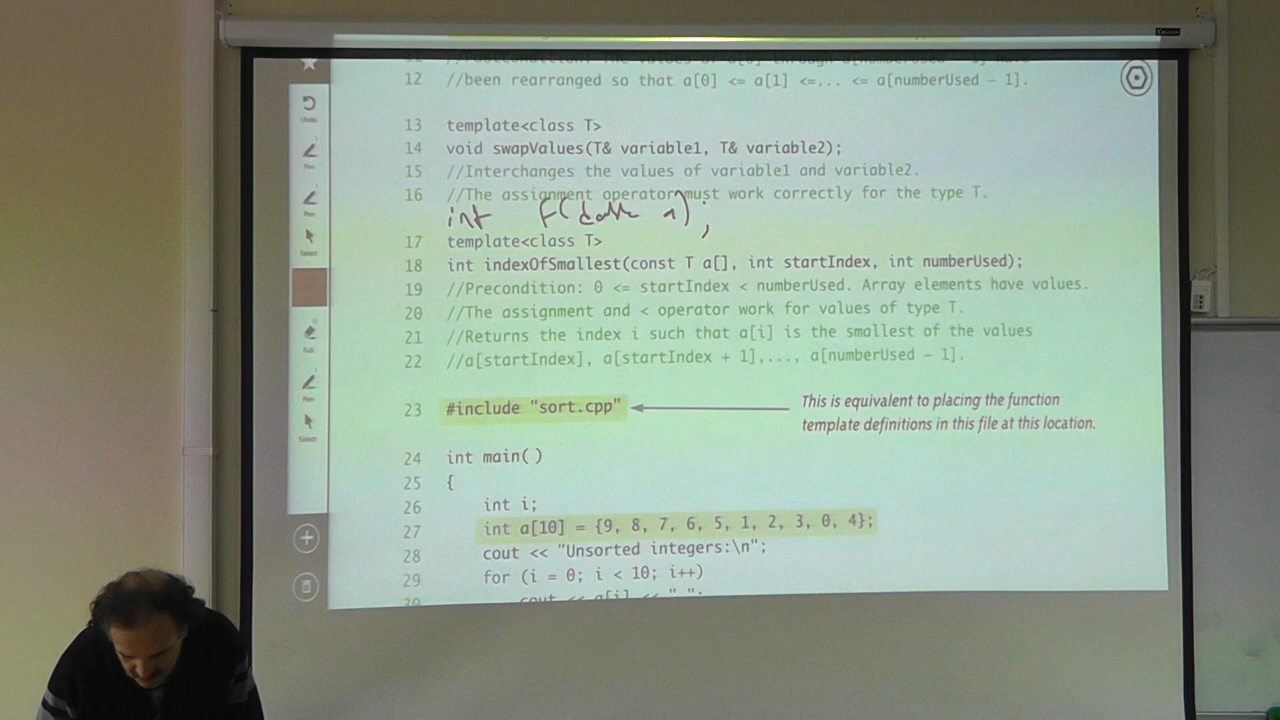 12 //been rearranged so that a[0] <= a[1] <=... <= a[numberUsed - 1].
13 template<class T>
14 void swapValues(T& variable1, T& variable2);
15 //Interchanges the values of variable1 and variable2.
16 //The assignment operator must work correctly for the type T.
int f( a);
17 template<class T>
18 int indexOfSmallest(const T a[], int startIndex, int numberUsed);
19 //Precondition: 0 <= startIndex < numberUsed. Array elements have values.
20 //The assignment and < operator work for values of type T.
21 //Returns the index i such that a[i] is the smallest of the values
22 //a[startIndex], a[startIndex + 1],..., a[numberUsed - 1].
23 #include "sort.cpp"
This is equivalent to placing the function
template definitions in this file at this location.
24 int main( )
25 {
26 int i;
27 int a[10] = {9, 8, 7, 6, 5, 1, 2, 3, 0, 4};
28 cout << "Unsorted integers:\n";
29 for (i = 0; i < 10; i++)
Undo
Pen
Pen
Select
Pen
Select